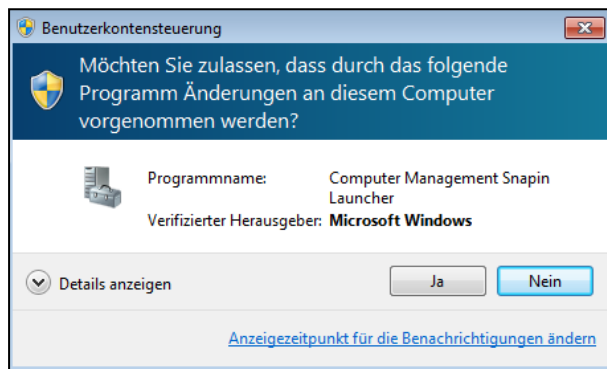 Benutzerkontensteuerung
Möchten Sie zulassen, dass durch das folgende
Programm Änderungen an diesem Computer
vorgenommen werden?
Programmname: Computer Management Snapin
Launcher
Verifizierter Herausgeber: Microsoft Windows
Details anzeigen Ja Nein
Anzeigezeitpunkt für die Benachrichtigungen ändern